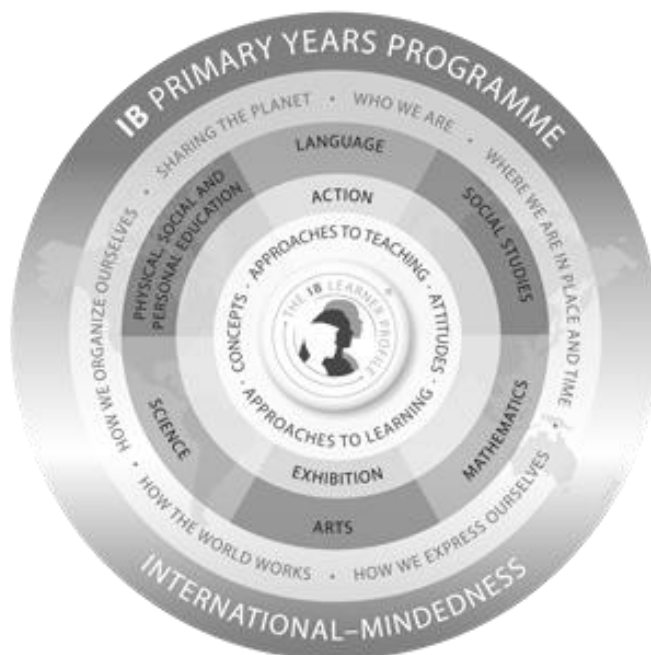 IB PRIMARY YEARS PROGRAMME
SHARING THE PLANET • WHO WE ARE • WHERE WE ARE IN PLACE AND TIME • HOW WE EXPRESS OURSELVES • HOW THE WORLD WORKS • HOW WE ORGANIZE OURSELVES •
LANGUAGE
SOCIAL STUDIES
MATHEMATICS
ARTS
SCIENCE
PHYSICAL, SOCIAL AND
PERSONAL EDUCATION
ACTION
EXHIBITION
APPROACHES TO TEACHING · ATTITUDES · APPROACHES TO LEARNING · CONCEPTS ·
THE IB LEARNER PROFILE
INTERNATIONAL–MINDEDNESS